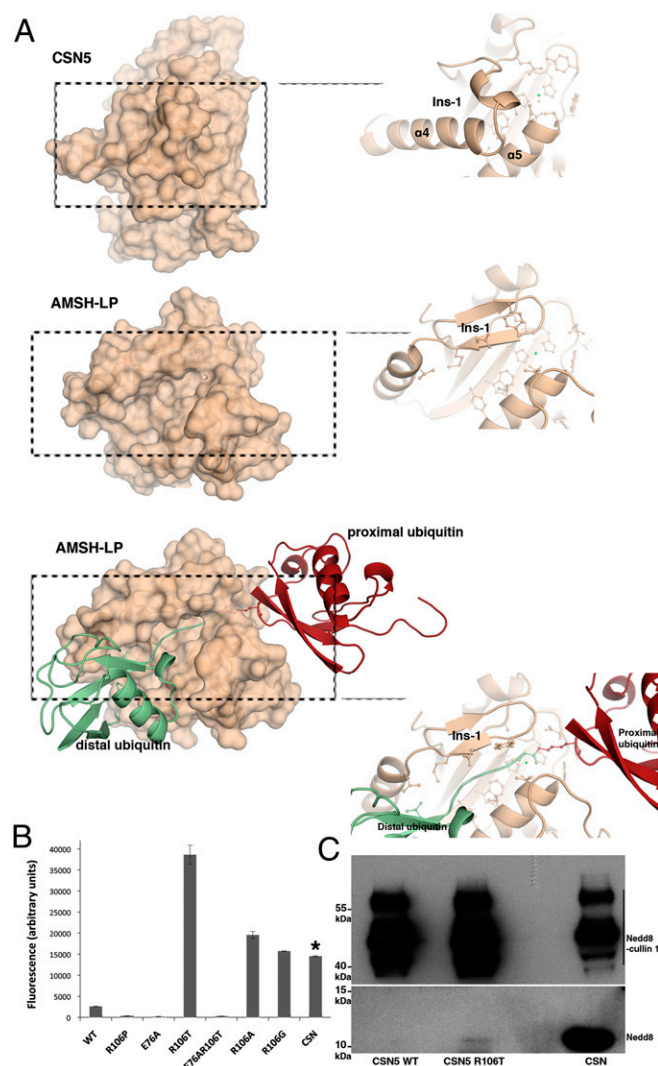 A
CSN5
Ins-1
α4
α5
AMSH-LP
Ins-1
AMSH-LP
proximal ubiquitin
distal ubiquitin
Ins-1
Proximal
ubiquitin
Distal ubiquitin
B
Fluorescence (arbitrary units)
40000
35000
30000
25000
20000
15000
10000
5000
0
*
WT
R106P
E76A
R106T
E76AR106T
R106A
R106G
CSN
C
55
kDa
40
kDa
15
kDa
10
kDa
Nedd8
-cullin 1
Nedd8
CSN5 WT
CSN5 R106T
CSN